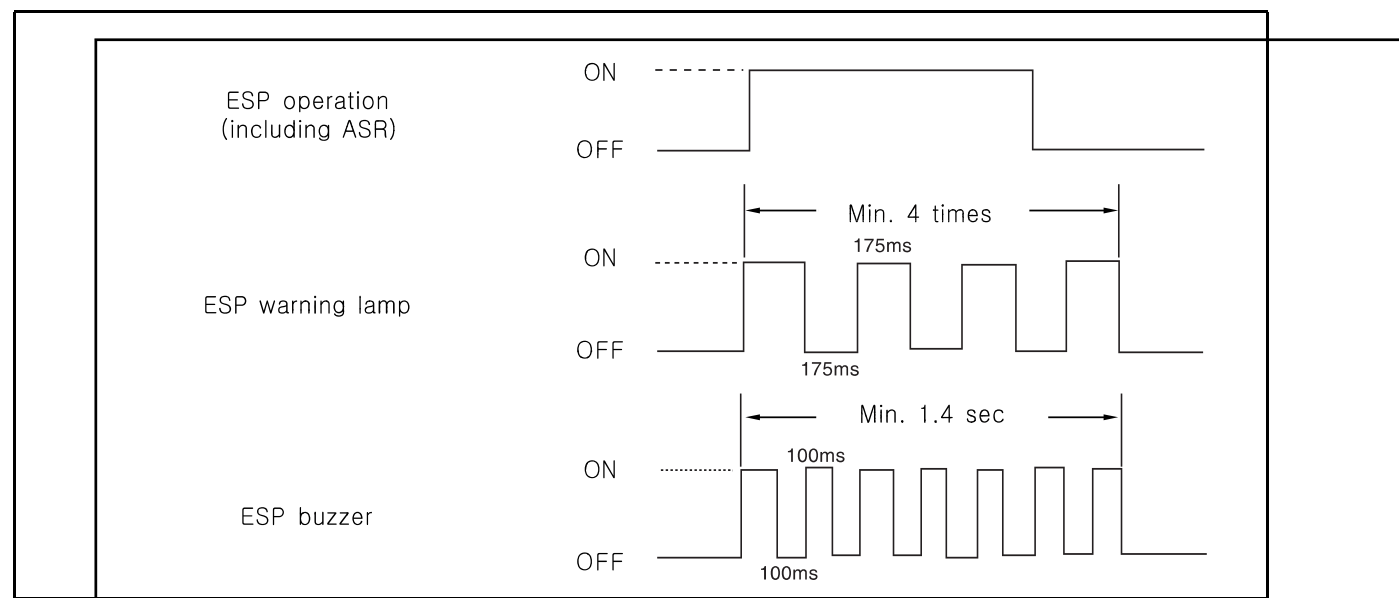 ON
ESP operation
(including ASR)
OFF
Min. 4 times
175ms
ON
ESP warning lamp
OFF
175ms
Min. 1.4 sec
100ms
ON
ESP buzzer
OFF
100ms